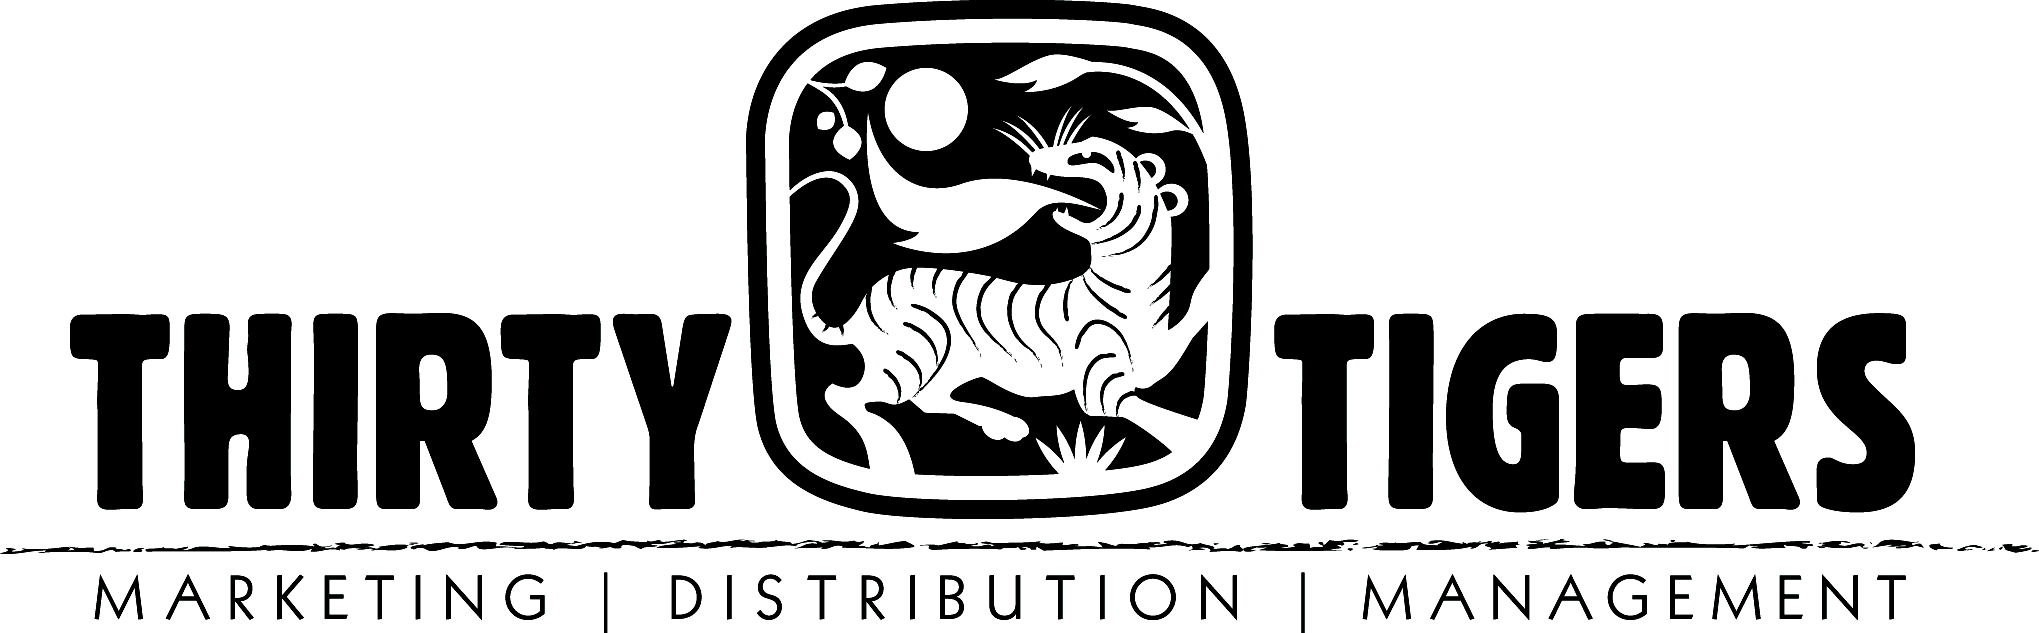 THIRTY TIGERS
MARKETING | DISTRIBUTION | MANAGEMENT